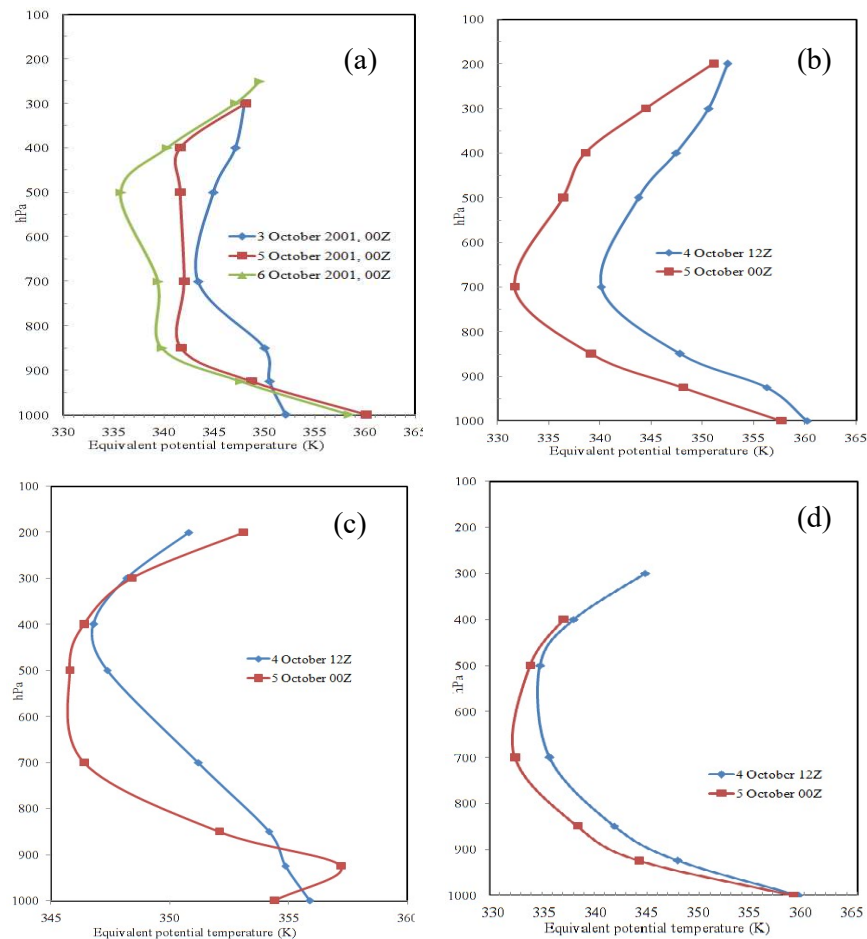 (a)
100
200
300
400
500
600
700
800
900
1000
hPa
3 October 2001, 00Z
5 October 2001, 00Z
6 October 2001, 00Z
330 335 340 345 350 355 360 365
Equivalent potential temperature (K)
(b)
100
200
300
400
500
600
700
800
900
1000
hPa
4 October 12Z
5 October 00Z
330 335 340 345 350 355 360 365
Equivalent potential temperature (K)
(c)
100
200
300
400
500
600
700
800
900
1000
hPa
4 October 12Z
5 October 00Z
345 350 355 36
Equivalent potential temperature (K)
(d)
100
200
300
400
500
600
700
800
900
1000
hPa
4 October 12Z
5 October 00Z
330 335 340 345 350 355 360 365
Equivalent potential temperature (K)